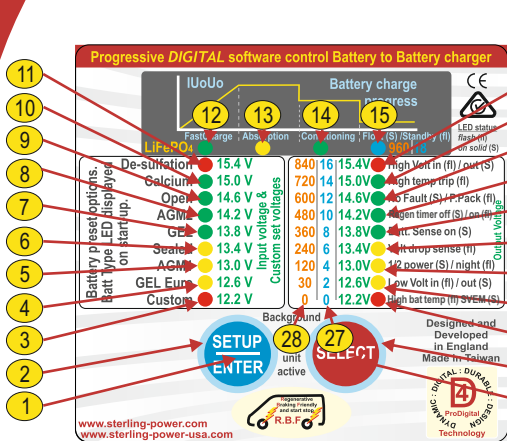 Progressive DIGITAL software control Battery to Battery charger
IUoUo
Battery charge
progress
11
10
9
8
7
6
5
4
3
2
1
12
13
14
15
FastCharge
Absorption
Conditioning
Float (S) /Standby (fl)
LiFePO4
960
18
CE
LED status
flash (fl)
on solid (S)
Battery preset options.
Batt Type LED displayed
on startup.
De-sulfation 15.4 V
Calcium 15.0 V
Open 14.6 V
AGM 14.2 V
GEL 13.8 V
Sealed 13.4 V
AGM 13.0 V
GEL Euro 12.6 V
Custom 12.2 V
Input voltage &
Custom set voltages
840 16 15.4V High Volt in (fl) / out (S)
720 14 15.0V High temp trip (fl)
600 12 14.6V No Fault (S) / P.Pack (fl)
480 10 14.2V Regen timer off (S) / on (fl)
360 8 13.8V Batt. Sense on (S)
240 6 13.4V Volt drop sense (fl)
120 4 13.0V 1/2 power (S) / night (fl)
30 2 12.6V Low Volt in (fl) / out (S)
0 0 12.2V High bat temp (fl) 3VEM (S)
Output Voltage
Background
28
27
unit
active
SETUP
ENTER
SELECT
Designed and
Developed
in England
Made in Taiwan
Regenerative
Braking Friendly
and start stop
R.B.F
DYNAMIC : DIGITAL : DURABLE : DESIGN
D4
ProDigital
Technology
www.sterling-power.com
www.sterling-power-usa.com